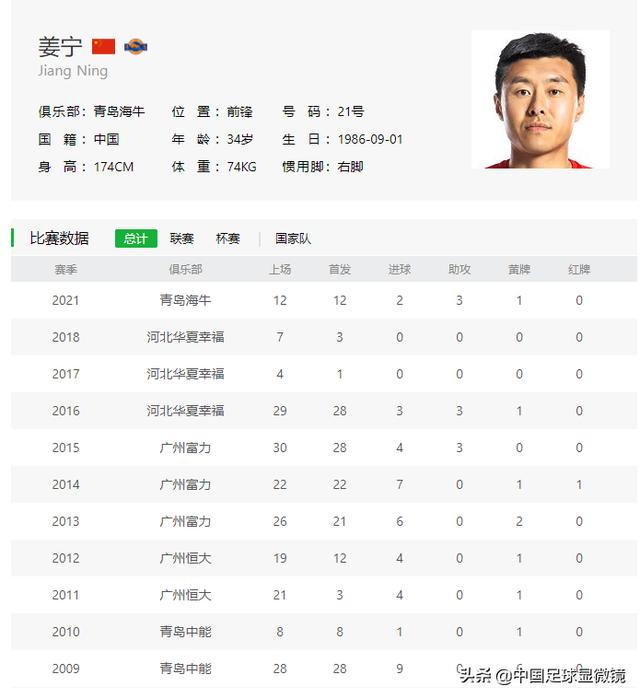 姜宁
Jiang Ning
俱乐部：青岛海牛 位 置：前锋 号 码：21号
国 籍：中国 年 龄：34岁 生 日：1986-09-01
身 高：174CM 体 重：74KG 惯用脚：右脚
比赛数据 总计 联赛 杯赛 国家队
赛季 俱乐部 上场 首发 进球 助攻 黄牌 红牌
2021 青岛海牛 12 12 2 3 1 0
2018 河北华夏幸福 7 3 0 0 0 0
2017 河北华夏幸福 4 1 0 0 0 0
2016 河北华夏幸福 29 28 3 3 1 0
2015 广州富力 30 28 4 3 0 0
2014 广州富力 22 22 7 0 1 1
2013 广州富力 26 21 6 0 2 0
2012 广州恒大 19 12 4 0 1 0
2011 广州恒大 21 3 4 0 1 0
2010 青岛中能 8 8 1 0 1 0
2009 青岛中能 28 28 9
头条 @中国足球显微镜